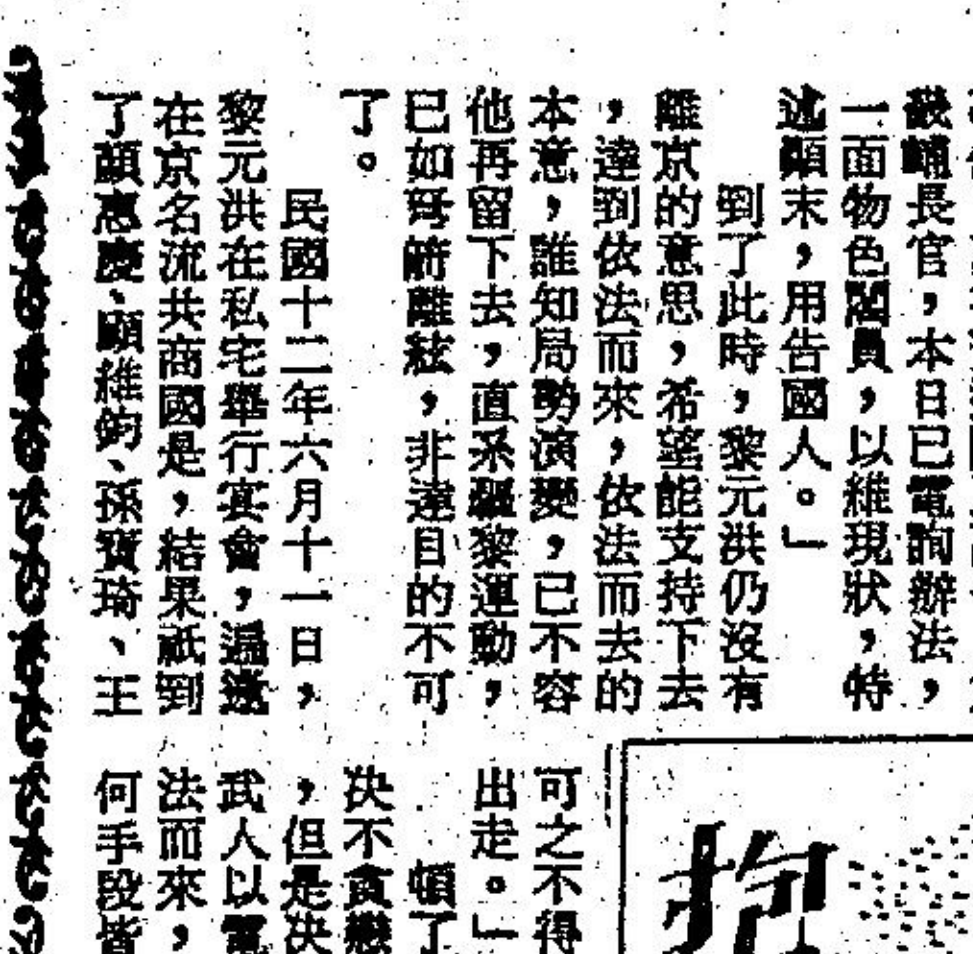 畿輔長官，本日已電詢辦法，
一面物色閣員，以維現狀，特
述顛末，用告國人。」
到了此時，黎元洪仍沒有
離京的意思，希望能支持下去
，達到依法而來，依法而去的
本意，誰知局勢演變，已不容
他再留下去，直系驅黎運動，
已如弩箭離絃，非達目的不可
了。
民國十二年六月十一日，
黎元洪在私宅舉行宴會，遍邀
在京名流共商國是，結果祇到
了顏惠慶、顧維鈞、孫寶琦、王
可之不得
出走。」
頓了
决不貪戀
，但是决
武人以電
法而來，
何手段皆